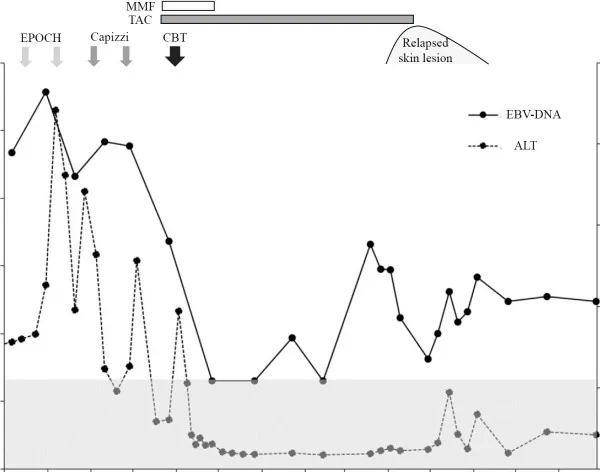 MMF
TAC
EPOCH
Capizzi
CBT
Relapsed
skin lesion
EBV-DNA
ALT